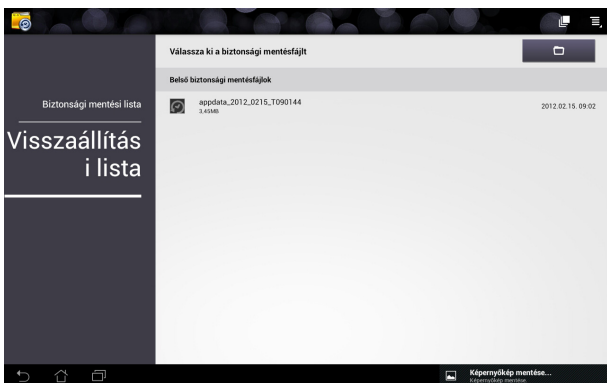 Válassza ki a biztonsági mentésfájlt
Belső biztonsági mentésfájlok
Biztonsági mentési lista
Visszaállítás
i lista
appdata_2012_0215_T090144
3,45MB
2012.02.15. 09:02
Képernyőkép mentése...
Képernyőkép mentése